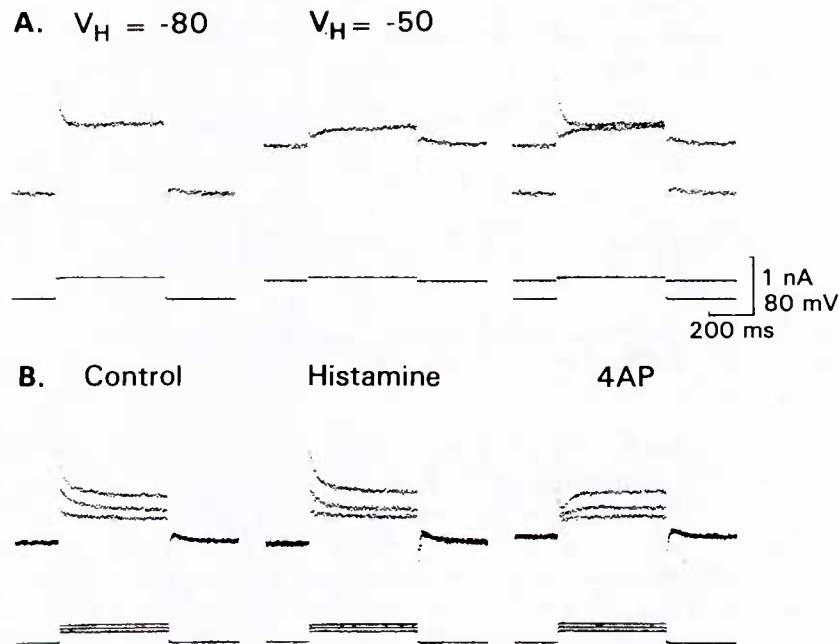 A. V_H = -80 V_H = -50
1 nA
80 mV
200 ms
B. Control Histamine 4AP